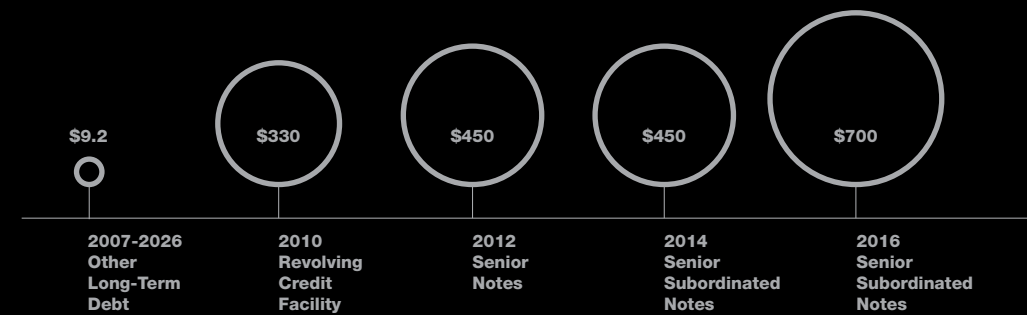 $9.2
$330
$450
$450
$700
2007-2026
Other
Long-Term
Debt
2010
Revolving
Credit
Facility
2012
Senior
Notes
2014
Senior
Subordinated
Notes
2016
Senior
Subordinated
Notes